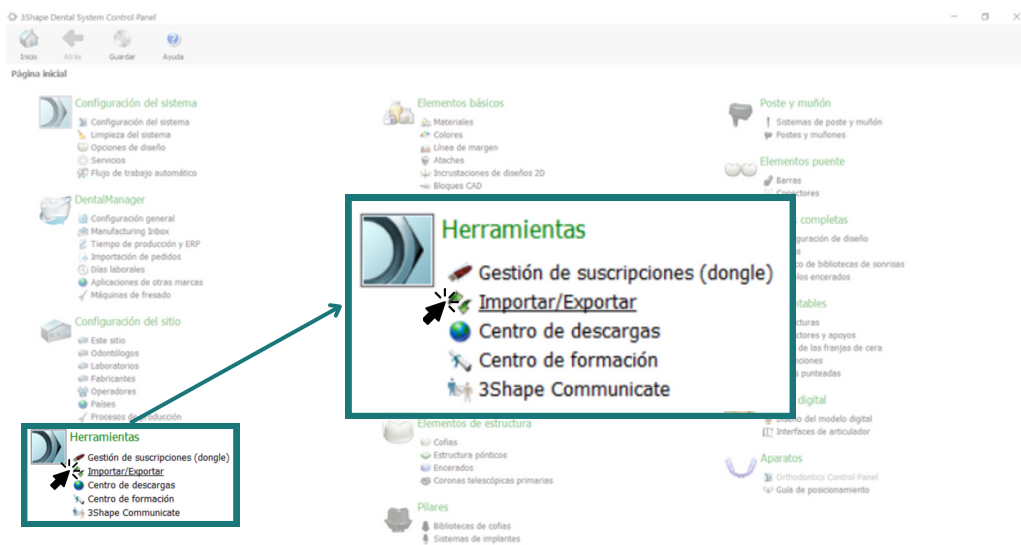 3Shape Dental System Control Panel
Inicio Atrás Guardar Ayuda
Página inicial
Configuración del sistema
Configuración del sistema
Limpieza del sistema
Opciones de diseño
Servicios
Flujo de trabajo automático
DentalManager
Configuración general
Manufacturing Inbox
Tiempo de producción y ERP
Importación de pedidos
Días laborales
Aplicaciones de otras marcas
Máquinas de fresado
Configuración del sitio
Este sitio
Odontólogos
Laboratorios
Fabricantes
Operadores
Países
Procesos de producción
Herramientas
Gestión de suscripciones (dongle)
Importar/Exportar
Centro de descargas
Centro de formación
3Shape Communicate
Elementos básicos
Materiales
Colores
Línea de margen
Ataches
Incrustaciones de diseños 2D
Bloques CAD
Herramientas
Gestión de suscripciones (dongle)
Importar/Exportar
Centro de descargas
Centro de formación
3Shape Communicate
Elementos de estructura
Cofias
Estructura pónticos
Encerados
Coronas telescópicas primarias
Pilares
Bibliotecas de cofias
Sistemas de implantes
Poste y muñón
Sistemas de poste y muñón
Postes y muñones
Elementos puente
Barras
Conectores
completas
de diseño
de bibliotecas de sonrisas
encerados
y apoyos
de las franjas de cera
punteadas
digital
del modelo digital
Interfaces de articulador
Aparatos
Orthodontics Control Panel
Guía de posicionamiento